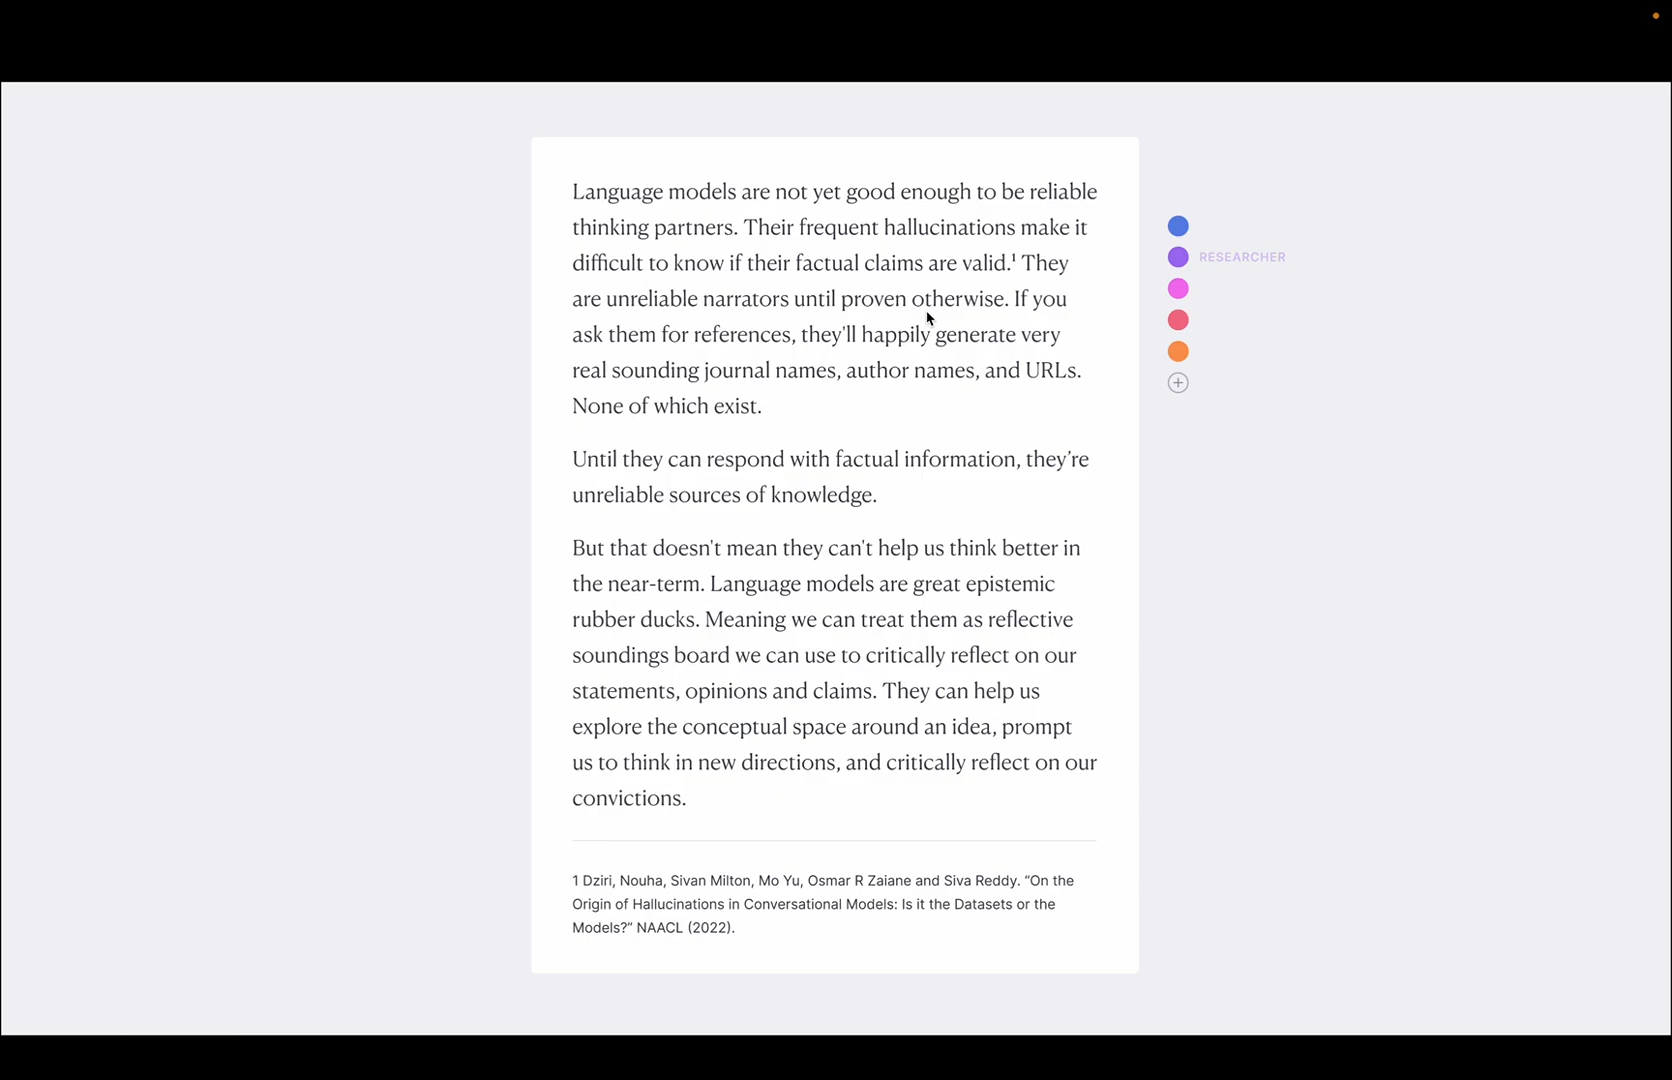 Language models are not yet good enough to be reliable
thinking partners. Their frequent hallucinations make it
difficult to know if their factual claims are valid.¹ They
are unreliable narrators until proven otherwise. If you
ask them for references, they'll happily generate very
real sounding journal names, author names, and URLs.
None of which exist.
Until they can respond with factual information, they’re
unreliable sources of knowledge.
But that doesn't mean they can't help us think better in
the near-term. Language models are great epistemic
rubber ducks. Meaning we can treat them as reflective
soundings board we can use to critically reflect on our
statements, opinions and claims. They can help us
explore the conceptual space around an idea, prompt
us to think in new directions, and critically reflect on our
convictions.
1 Dziri, Nouha, Sivan Milton, Mo Yu, Osmar R Zaiane and Siva Reddy. “On the
Origin of Hallucinations in Conversational Models: Is it the Datasets or the
Models?” NAACL (2022).
RESEARCHER